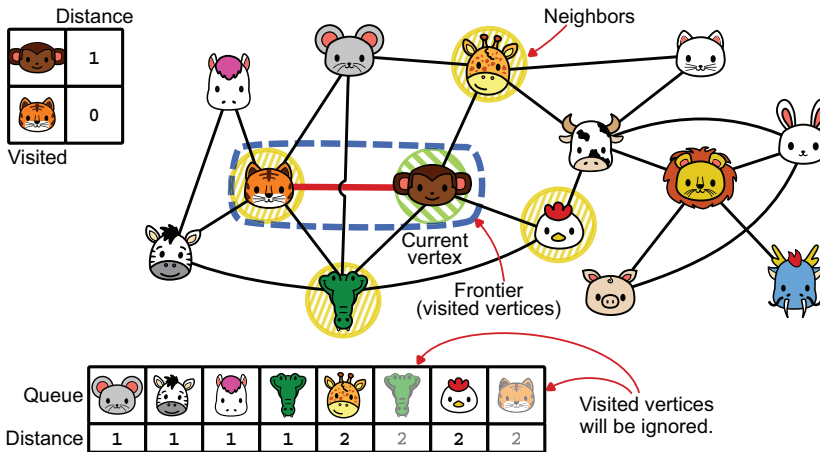 Distance
1
0
Visited
Neighbors
Current
vertex
Frontier
(visited vertices)
Queue
Distance 1 1 1 1 2 2 2 2
Visited vertices
will be ignored.